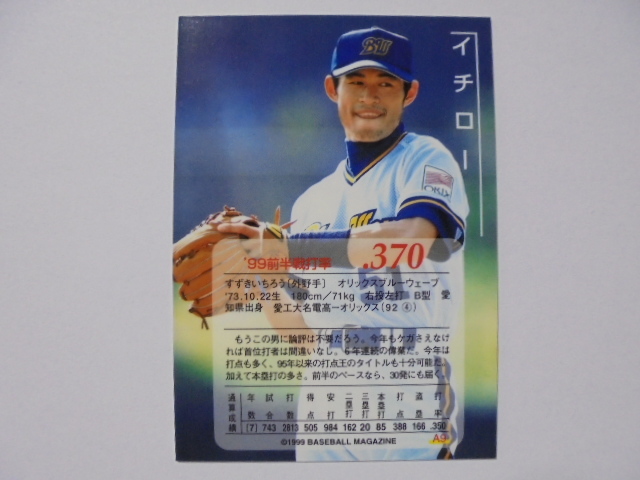 BW
イチロー
ORIX
'99前半戦打率 .370
すずきいちろう〔外野手〕 オリックスブルーウェーブ
'73.10.22生 180cm/71kg 右投左打 B型 愛
知県出身 愛工大名電高ーオリックス(92④)
もうこの男に論評は不要だろう。今年もケガさえなけ
れば首位打者は間違いなし。6年連続の偉業だ。今年は
打点も多く、95年以来の打点王のタイトルも十分可能だ。
加えて本塁打の多さ。前半のペースなら、30発にも届く。
通算成績 年数 試合 打数 得点 安打 二塁打 三塁打 本塁打 打点 盗塁 打率
[7] 743 2813 505 984 162 20 85 388 166 .350
©1999 BASEBALL MAGAZINE
A9